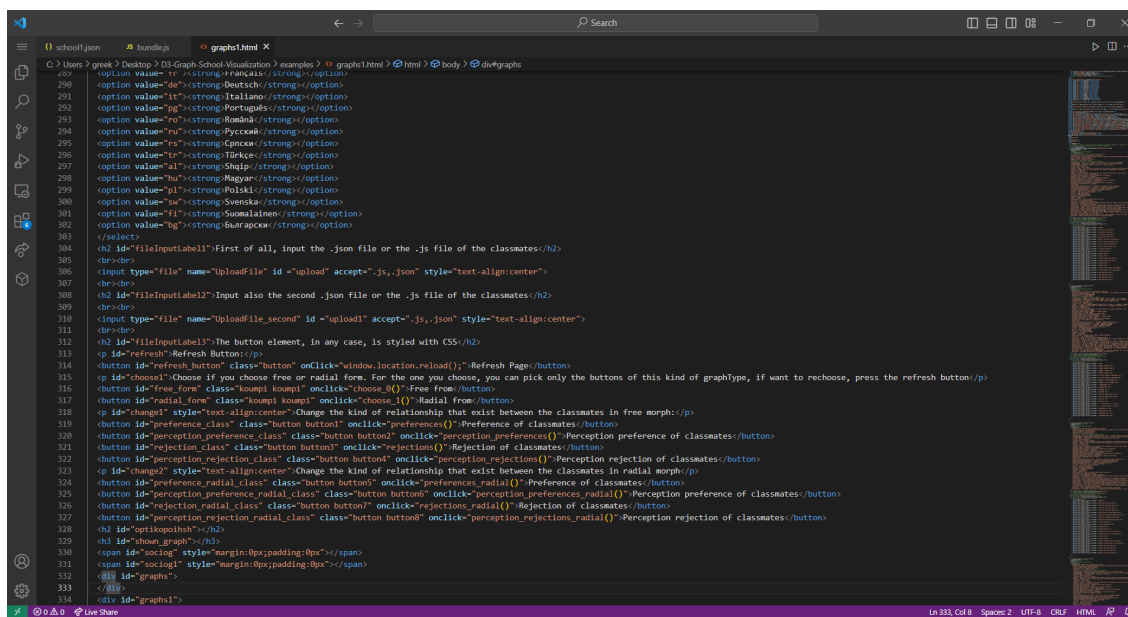 Search
school1.json JS bundle.js graphs1.html
C: > Users > greek > Desktop > D3-Graph-School-Visualization > examples > graphs1.html > html > body > div#graphs
289 <option value="fr"><strong>Français</strong></option>
290 <option value="de"><strong>Deutsch</strong></option>
291 <option value="it"><strong>Italiano</strong></option>
292 <option value="pg"><strong>Português</strong></option>
293 <option value="ro"><strong>Română</strong></option>
294 <option value="ru"><strong>Русский</strong></option>
295 <option value="rs"><strong>Српски</strong></option>
296 <option value="tr"><strong>Türkçe</strong></option>
297 <option value="al"><strong>Shqip</strong></option>
298 <option value="hu"><strong>Magyar</strong></option>
299 <option value="pl"><strong>Polski</strong></option>
300 <option value="sw"><strong>Svenska</strong></option>
301 <option value="fi"><strong>Suomalainen</strong></option>
302 <option value="bg"><strong>Български</strong></option>
303 </select>
304 <h2 id="fileInputLabel1">First of all, input the .json file or the .js file of the classmates</h2>
305 <br><br>
306 <input type="file" name="UploadFile" id ="upload" accept=".js,.json" style="text-align:center">
307 <br><br>
308 <h2 id="fileInputLabel2">Input also the second .json file or the .js file of the classmates</h2>
309 <br><br>
310 <input type="file" name="UploadFile_second" id ="upload1" accept=".js,.json" style="text-align:center">
311 <br><br>
312 <h2 id="fileInputLabel3">The button element, in any case, is styled with CSS</h2>
313 <p id="refresh">Refresh Button:</p>
314 <button id="refresh_button" class="button" onClick="window.location.reload();">Refresh Page</button>
315 <p id="choose1">Choose if you choose free or radial form. For the one you choose, you can pick only the buttons of this kind of graphType, if want to rechoose, press the refresh button</p>
316 <button id="free_form" class="koumpi koumpi" onclick="choose_0()">Free from</button>
317 <button id="radial_form" class="koumpi koumpi" onclick="choose_1()">Radial from</button>
318 <p id="change1" style="text-align:center">Change the kind of relationship that exist between the classmates in free morph:</p>
319 <button id="preference_class" class="button button1" onclick="preferences()">Preference of classmates</button>
320 <button id="perception_preference_class" class="button button2" onclick="perception_preferences()">Perception preference of classmates</button>
321 <button id="rejection_class" class="button button3" onclick="rejections()">Rejection of classmates</button>
322 <button id="perception_rejection_class" class="button button4" onclick="perception_rejections()">Perception rejection of classmates</button>
323 <p id="change2" style="text-align:center">Change the kind of relationship that exist between the classmates in radial morph</p>
324 <button id="preference_radial_class" class="button button5" onclick="preferences_radial()">Preference of classmates</button>
325 <button id="perception_preference_radial_class" class="button button6" onclick="perception_preferences_radial()">Perception preference of classmates</button>
326 <button id="rejection_radial_class" class="button button7" onclick="rejections_radial()">Rejection of classmates</button>
327 <button id="perception_rejection_radial_class" class="button button8" onclick="perception_rejections_radial()">Perception rejection of classmates</button>
328 <h2 id="optikopoihsh"></h2>
329 <h3 id="shown_graph"></h3>
330 <span id="sociog" style="margin:0px;padding:0px"></span>
331 <span id="sociog1" style="margin:0px;padding:0px"></span>
332 <div id="graphs">
333 </div>
334 <div id="graphs1">
0 0 Live Share Ln 333, Col 8 Spaces: 2 UTF-8 CRLF HTML